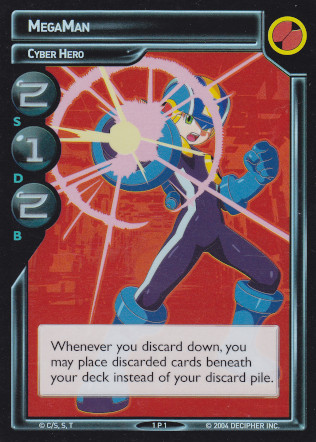 MegaMan
Cyber Hero
2
S
1
D
2
B
Whenever you discard down, you
may place discarded cards beneath
your deck instead of your discard pile.
© C/S, S, T
1 P 1
© 2004 DECIPHER INC.